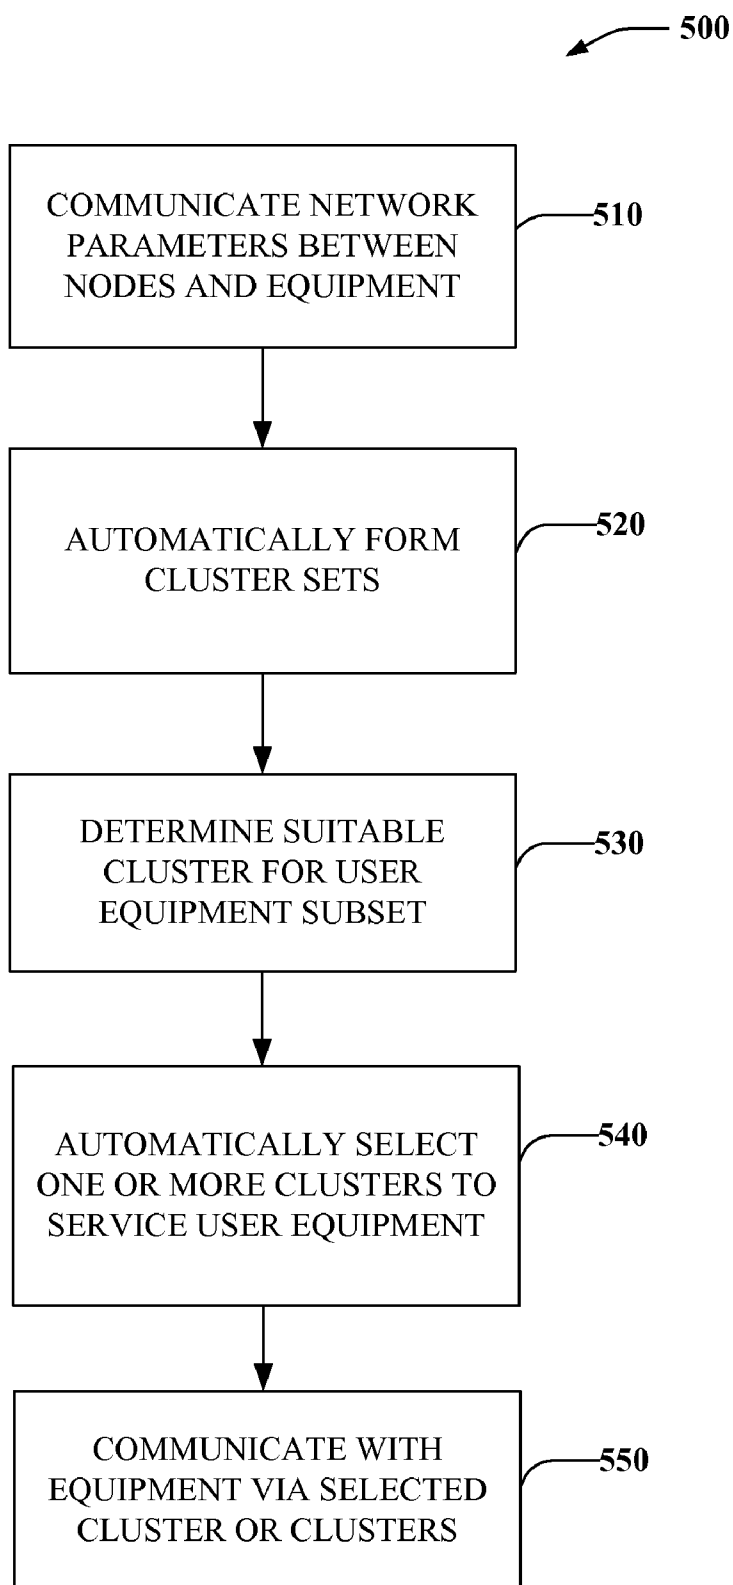 500
COMMUNICATE NETWORK
PARAMETERS BETWEEN
NODES AND EQUIPMENT
510
AUTOMATICALLY FORM
CLUSTER SETS
520
DETERMINE SUITABLE
CLUSTER FOR USER
EQUIPMENT SUBSET
530
AUTOMATICALLY SELECT
ONE OR MORE CLUSTERS TO
SERVICE USER EQUIPMENT
540
COMMUNICATE WITH
EQUIPMENT VIA SELECTED
CLUSTER OR CLUSTERS
550